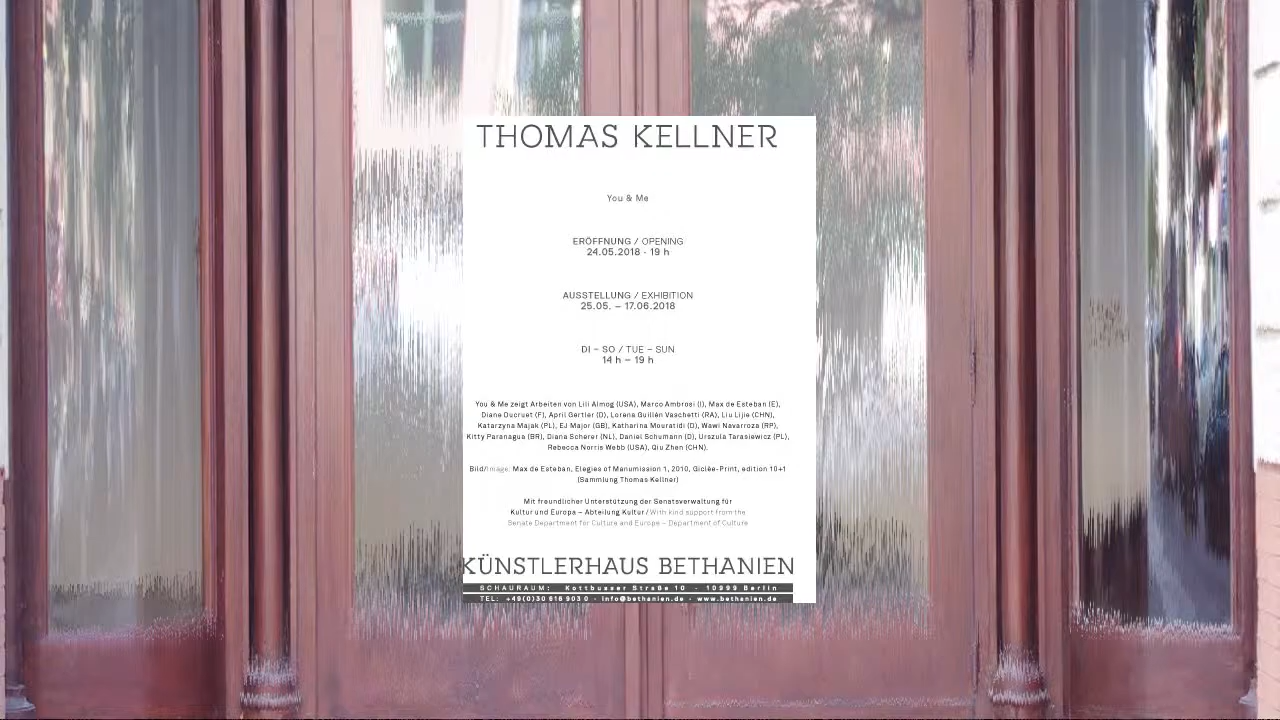 THOMAS KELLNER
You & Me
ERÖFFNUNG / OPENING
24.05.2018 - 19 h
AUSSTELLUNG / EXHIBITION
25.05. – 17.06.2018
DI – SO / TUE – SUN
14 h – 19 h
You & Me zeigt Arbeiten von Lili Almog (USA), Marco Ambrosi (I), Max de Esteban (E),
Diane Ducruet (F), April Gertler (D), Lorena Guillén Vaschetti (RA), Liu Lijie (CHN),
Katarzyna Majak (PL), EJ Major (GB), Katharina Mouratidi (D), Wawi Navarroza (RP),
Kitty Paranagua (BR), Diana Scherer (NL), Daniel Schumann (D), Urszula Tarasiewicz (PL),
Rebecca Norris Webb (USA), Qiu Zhen (CHN).
Bild/Image: Max de Esteban, Elegies of Manumission 1, 2010, Giclée-Print, edition 10+1
(Sammlung Thomas Kellner)
Mit freundlicher Unterstützung der Senatsverwaltung für
Kultur und Europa – Abteilung Kultur / With kind support from the
Senate Department for Culture and Europe – Department of Culture
KÜNSTLERHAUS BETHANIEN
SCHAURAUM: Kottbusser Straße 10 - 10999 Berlin
TEL: +49(0)30 616 903 0 - info@bethanien.de - www.bethanien.de